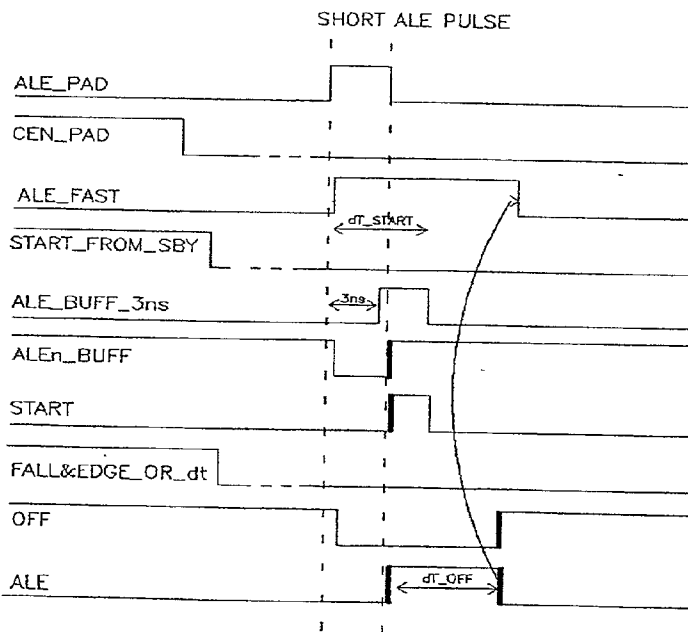 SHORT ALE PULSE
ALE_PAD
CEN_PAD
ALE_FAST
dT_START
START_FROM_SBY
ALE_BUFF_3ns
3ns
ALEn_BUFF
START
FALL&EDGE_OR_dt
OFF
ALE
dT_OFF